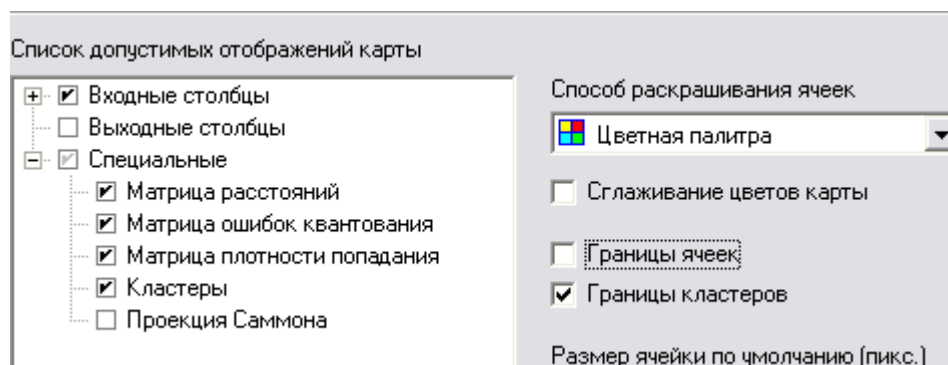 Список допустимых отображений карты
Входные столбцы
Выходные столбцы
Специальные
Матрица расстояний
Матрица ошибок квантования
Матрица плотности попадания
Кластеры
Проекция Саммона
Способ раскрашивания ячеек
Цветная палитра
Сглаживание цветов карты
Границы ячеек
Границы кластеров
Размер ячейки по умолчанию (пикс.)